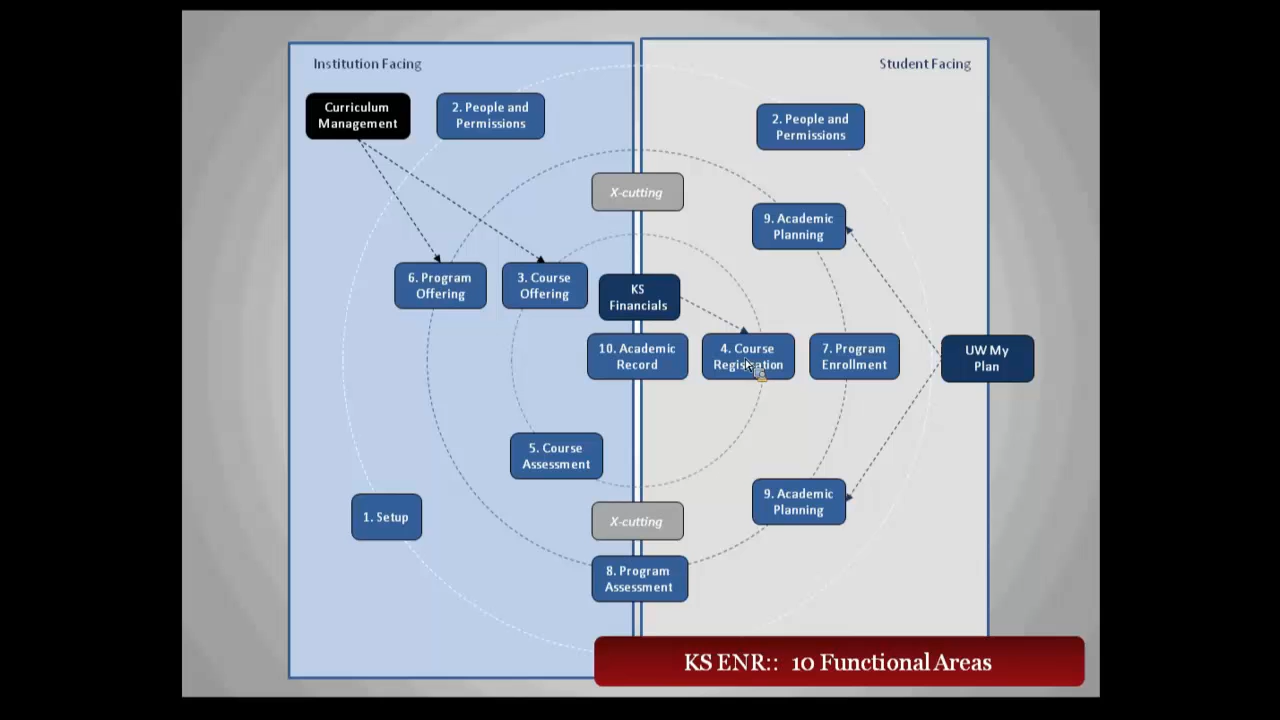 Institution Facing
Student Facing
Curriculum
Management
2. People and
Permissions
2. People and
Permissions
X-cutting
9. Academic
Planning
6. Program
Offering
3. Course
Offering
KS
Financials
10. Academic
Record
4. Course
Registration
7. Program
Enrollment
UW My
Plan
5. Course
Assessment
1. Setup
X-cutting
9. Academic
Planning
8. Program
Assessment
KS ENR:: 10 Functional Areas